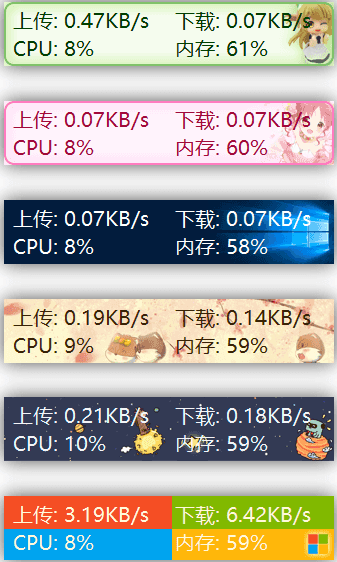 上传: 0.47KB/s 下载: 0.07KB/s
CPU: 8% 内存: 61%
上传: 0.07KB/s 下载: 0.07KB/s
CPU: 8% 内存: 60%
上传: 0.07KB/s 下载: 0.07KB/s
CPU: 8% 内存: 58%
上传: 0.19KB/s 下载: 0.14KB/s
CPU: 9% 内存: 59%
上传: 0.21KB/s 下载: 0.18KB/s
CPU: 10% 内存: 59%
上传: 3.19KB/s 下载: 6.42KB/s
CPU: 8% 内存: 59%